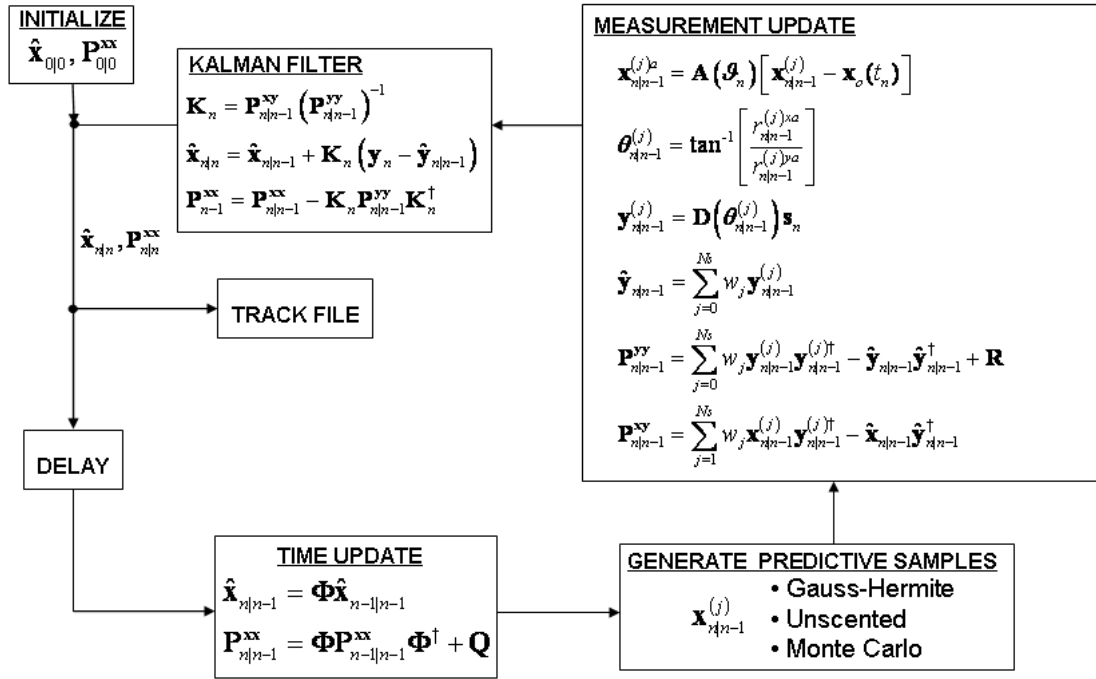 INITIALIZE
x̂_{0|0}, P^{xx}_{0|0}
KALMAN FILTER
K_n = P^{xy}_{n|n−1} (P^{yy}_{n|n−1})^{−1}
x̂_{n|n} = x̂_{n|n−1} + K_n (y_n − ŷ_{n|n−1})
P^{xx}_{n−1} = P^{xx}_{n|n−1} − K_n P^{yy}_{n|n−1} K_n^†
x̂_{n|n}, P^{xx}_{n|n}
TRACK FILE
DELAY
TIME UPDATE
x̂_{n|n−1} = Φx̂_{n−1|n−1}
P^{xx}_{n|n−1} = ΦP^{xx}_{n−1|n−1}Φ^† + Q
GENERATE PREDICTIVE SAMPLES
x^{(j)}_{n|n−1}
• Gauss-Hermite
• Unscented
• Monte Carlo
MEASUREMENT UPDATE
x^{(j)a}_{n|n−1} = A(ϑ_n)[x^{(j)}_{n|n−1} − x_o(t_n)]
θ^{(j)}_{n|n−1} = tan^{−1}[r^{(j)xa}_{n|n−1} / r^{(j)ya}_{n|n−1}]
y^{(j)}_{n|n−1} = D(θ^{(j)}_{n|n−1})s_n
ŷ_{n|n−1} = ∑_{j=0}^{Ns} w_j y^{(j)}_{n|n−1}
P^{yy}_{n|n−1} = ∑_{j=0}^{Ns} w_j y^{(j)}_{n|n−1} y^{(j)†}_{n|n−1} − ŷ_{n|n−1} ŷ^†_{n|n−1} + R
P^{xy}_{n|n−1} = ∑_{j=1}^{Ns} w_j x^{(j)}_{n|n−1} y^{(j)†}_{n|n−1} − x̂_{n|n−1} ŷ^†_{n|n−1}